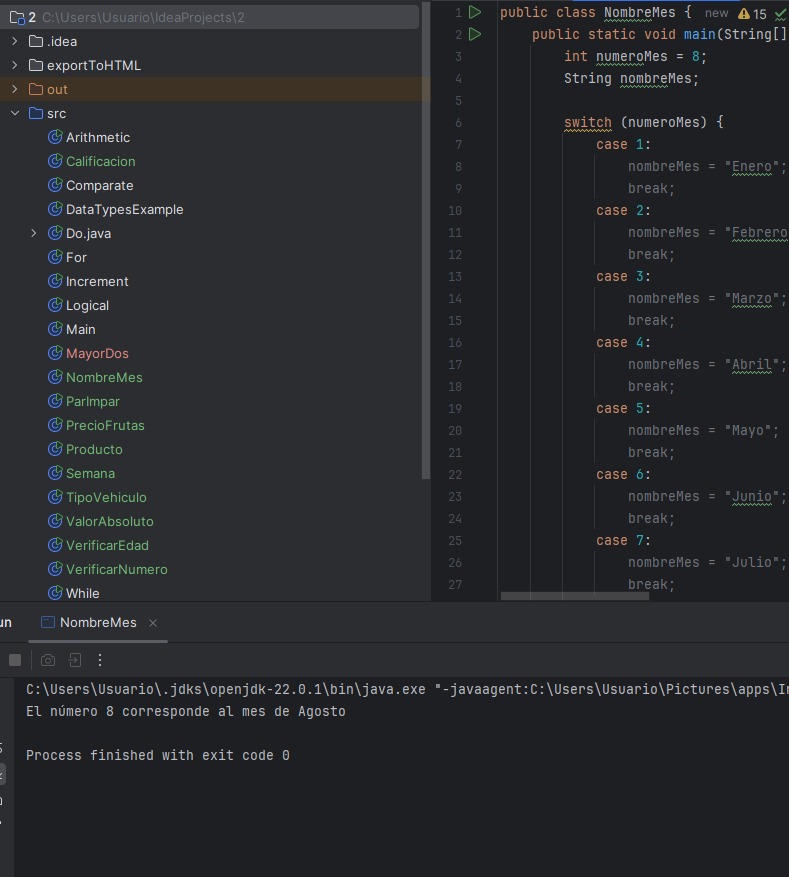 2 C:\Users\Usuario\IdeaProjects\2
.idea
exportToHTML
out
src
Arithmetic
Calificacion
Comparate
DataTypesExample
Do.java
For
Increment
Logical
Main
MayorDos
NombreMes
ParImpar
PrecioFrutas
Producto
Semana
TipoVehiculo
ValorAbsoluto
VerificarEdad
VerificarNumero
While
1 public class NombreMes { new 15
2 public static void main(String[]
3 int numeroMes = 8;
4 String nombreMes;
5
6 switch (numeroMes) {
7 case 1:
8 nombreMes = "Enero";
9 break;
10 case 2:
11 nombreMes = "Febrero
12 break;
13 case 3:
14 nombreMes = "Marzo";
15 break;
16 case 4:
17 nombreMes = "Abril";
18 break;
19 case 5:
20 nombreMes = "Mayo";
21 break;
22 case 6:
23 nombreMes = "Junio";
24 break;
25 case 7:
26 nombreMes = "Julio";
27 break;
un NombreMes
C:\Users\Usuario\.jdks\openjdk-22.0.1\bin\java.exe "-javaagent:C:\Users\Usuario\Pictures\apps\In
El número 8 corresponde al mes de Agosto
Process finished with exit code 0